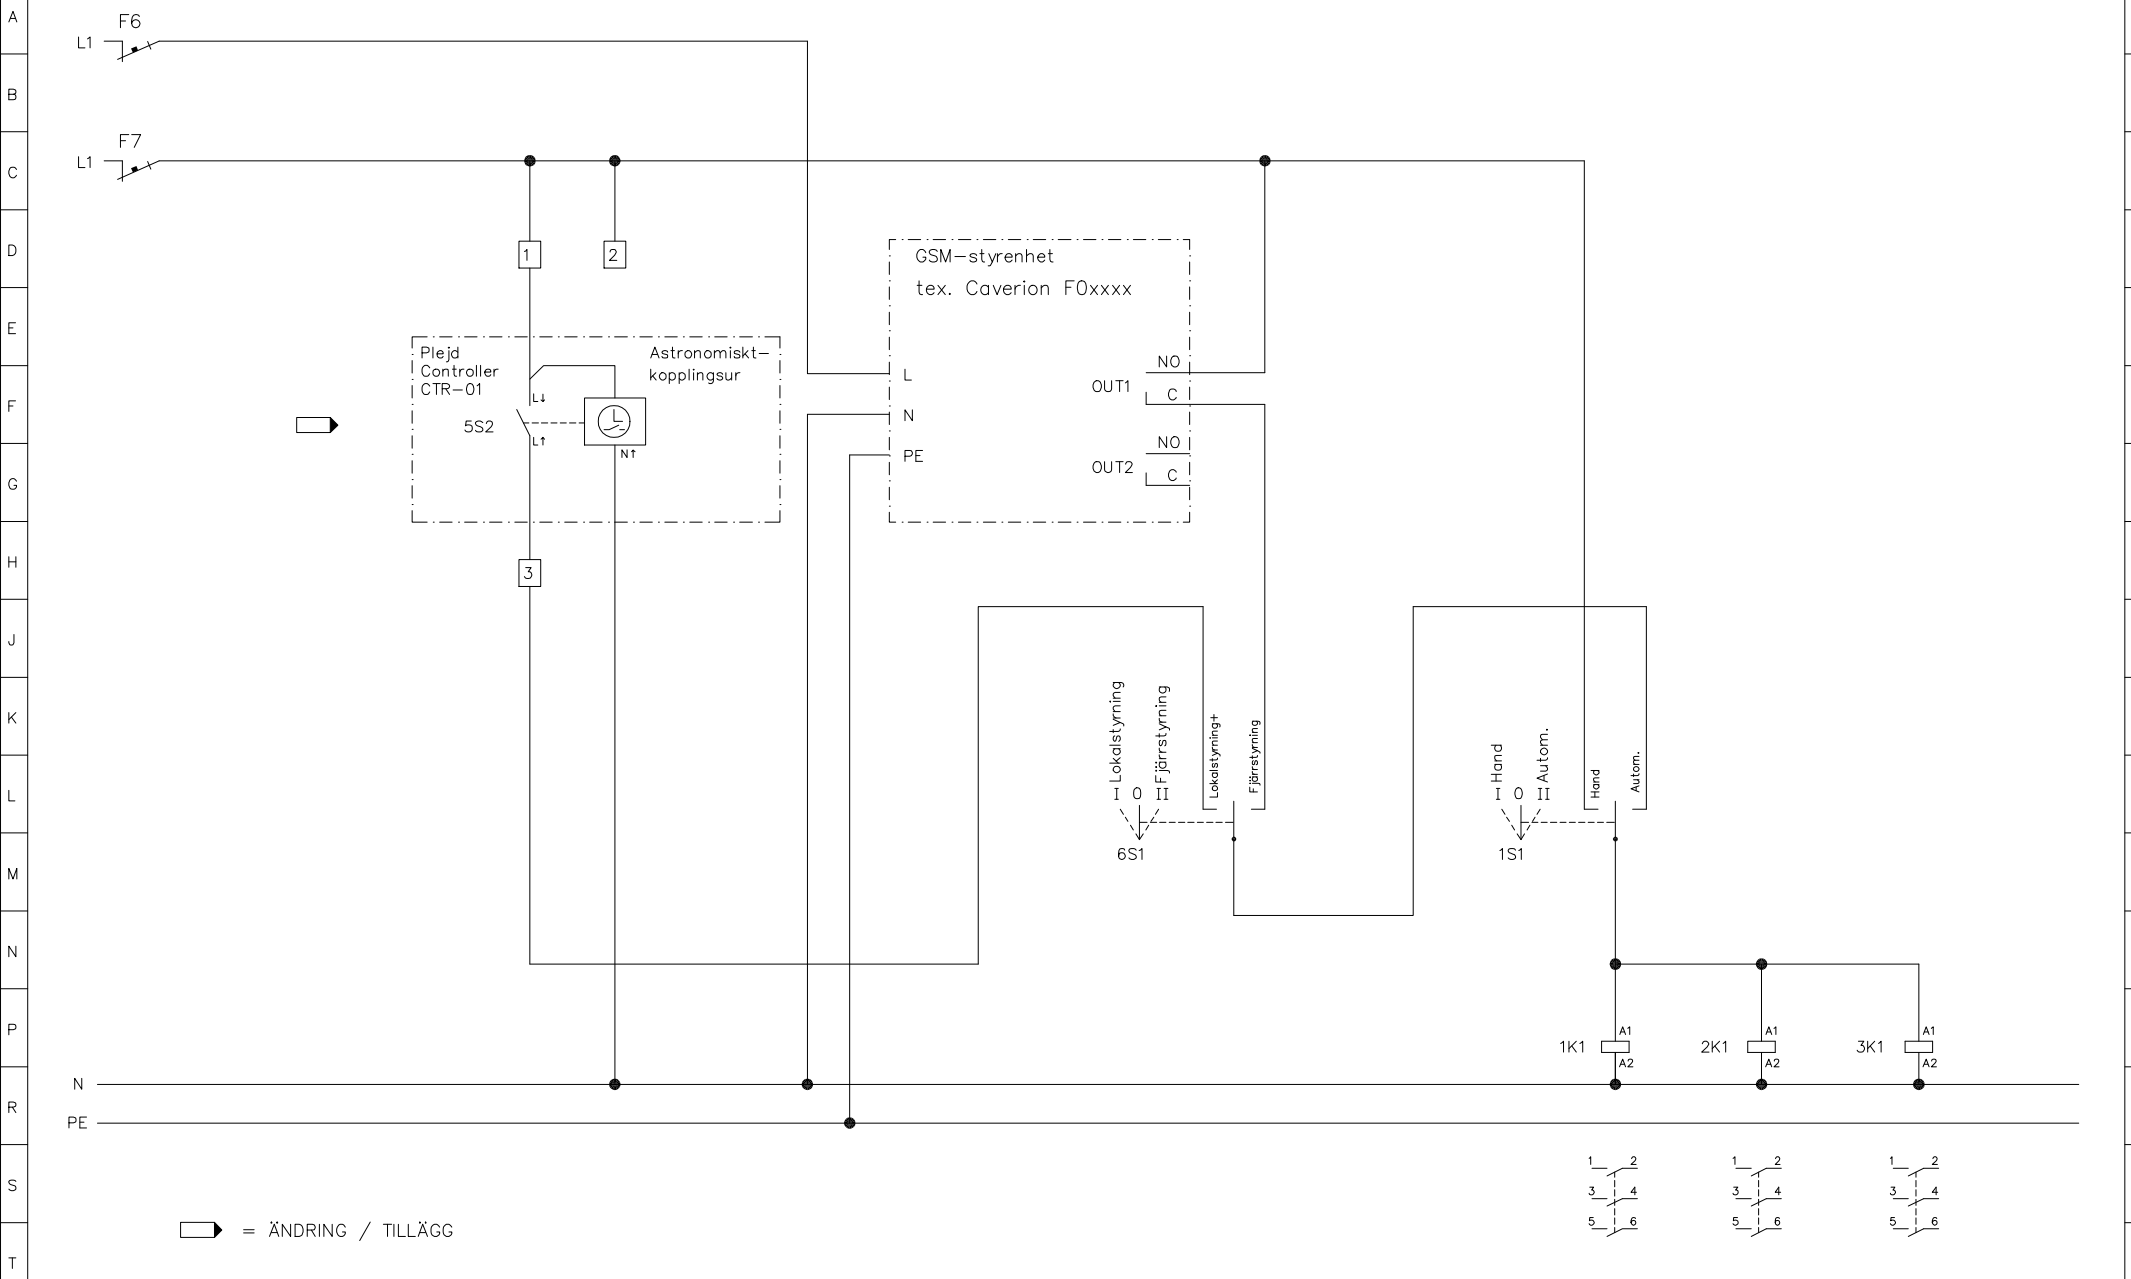 A
F6
L1
B
F7
L1
C
D
1
2
GSM-styrenhet
tex. Caverion F0xxxx
E
Plejd
Controller
CTR-01
Astronomiskt-
kopplingsur
L
NO
OUT1
C
F
L↓
5S2
L↑
N↑
N
NO
OUT2
C
PE
G
H
3
J
K
Lokalstyrning
Fjärrstyrning
Lokalstyrning+
Fjärrstyrning
Hand
Autom.
Hand
Autom.
L
I 0 II
I 0 II
6S1
1S1
M
N
P
1K1
A1
A2
2K1
A1
A2
3K1
A1
A2
N
R
PE
1 2
1 2
1 2
S
3 4
3 4
3 4
5 6
5 6
5 6
= ÄNDRING / TILLÄGG
T